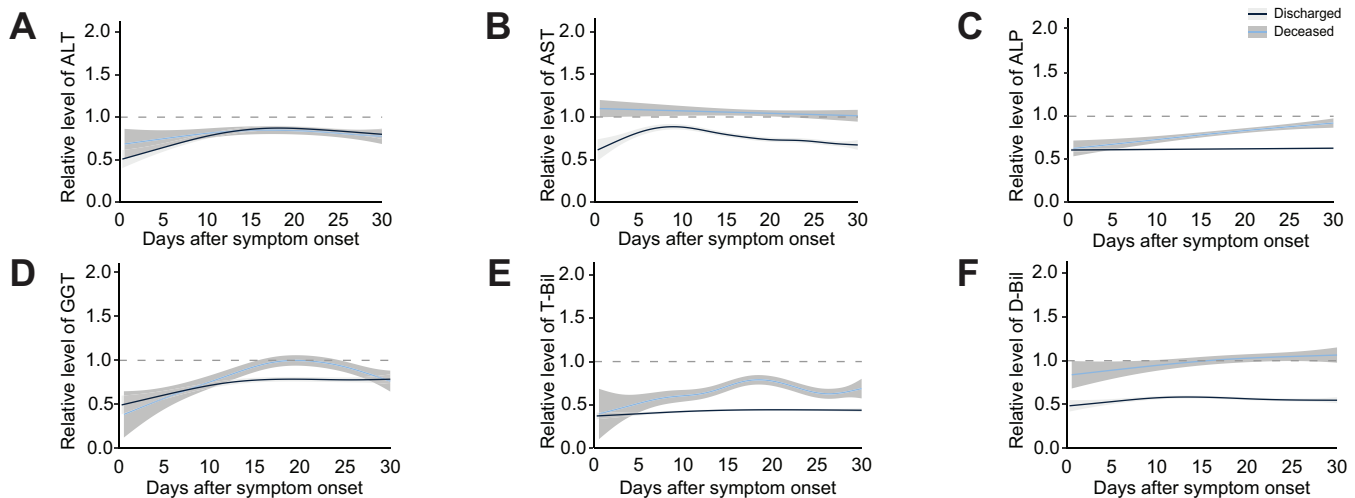 A
Relative level of ALT
2.0
1.5
1.0
0.5
0.0
0 5 10 15 20 25 30
Days after symptom onset
B
Relative level of AST
2.0
1.5
1.0
0.5
0.0
0 5 10 15 20 25 30
Days after symptom onset
C
Discharged
Deceased
Relative level of ALP
2.0
1.5
1.0
0.5
0.0
0 5 10 15 20 25 30
Days after symptom onset
D
Relative level of GGT
2.0
1.5
1.0
0.5
0.0
0 5 10 15 20 25 30
Days after symptom onset
E
Relative level of T-Bil
2.0
1.5
1.0
0.5
0.0
0 5 10 15 20 25 30
Days after symptom onset
F
Relative level of D-Bil
2.0
1.5
1.0
0.5
0.0
0 5 10 15 20 25 30
Days after symptom onset